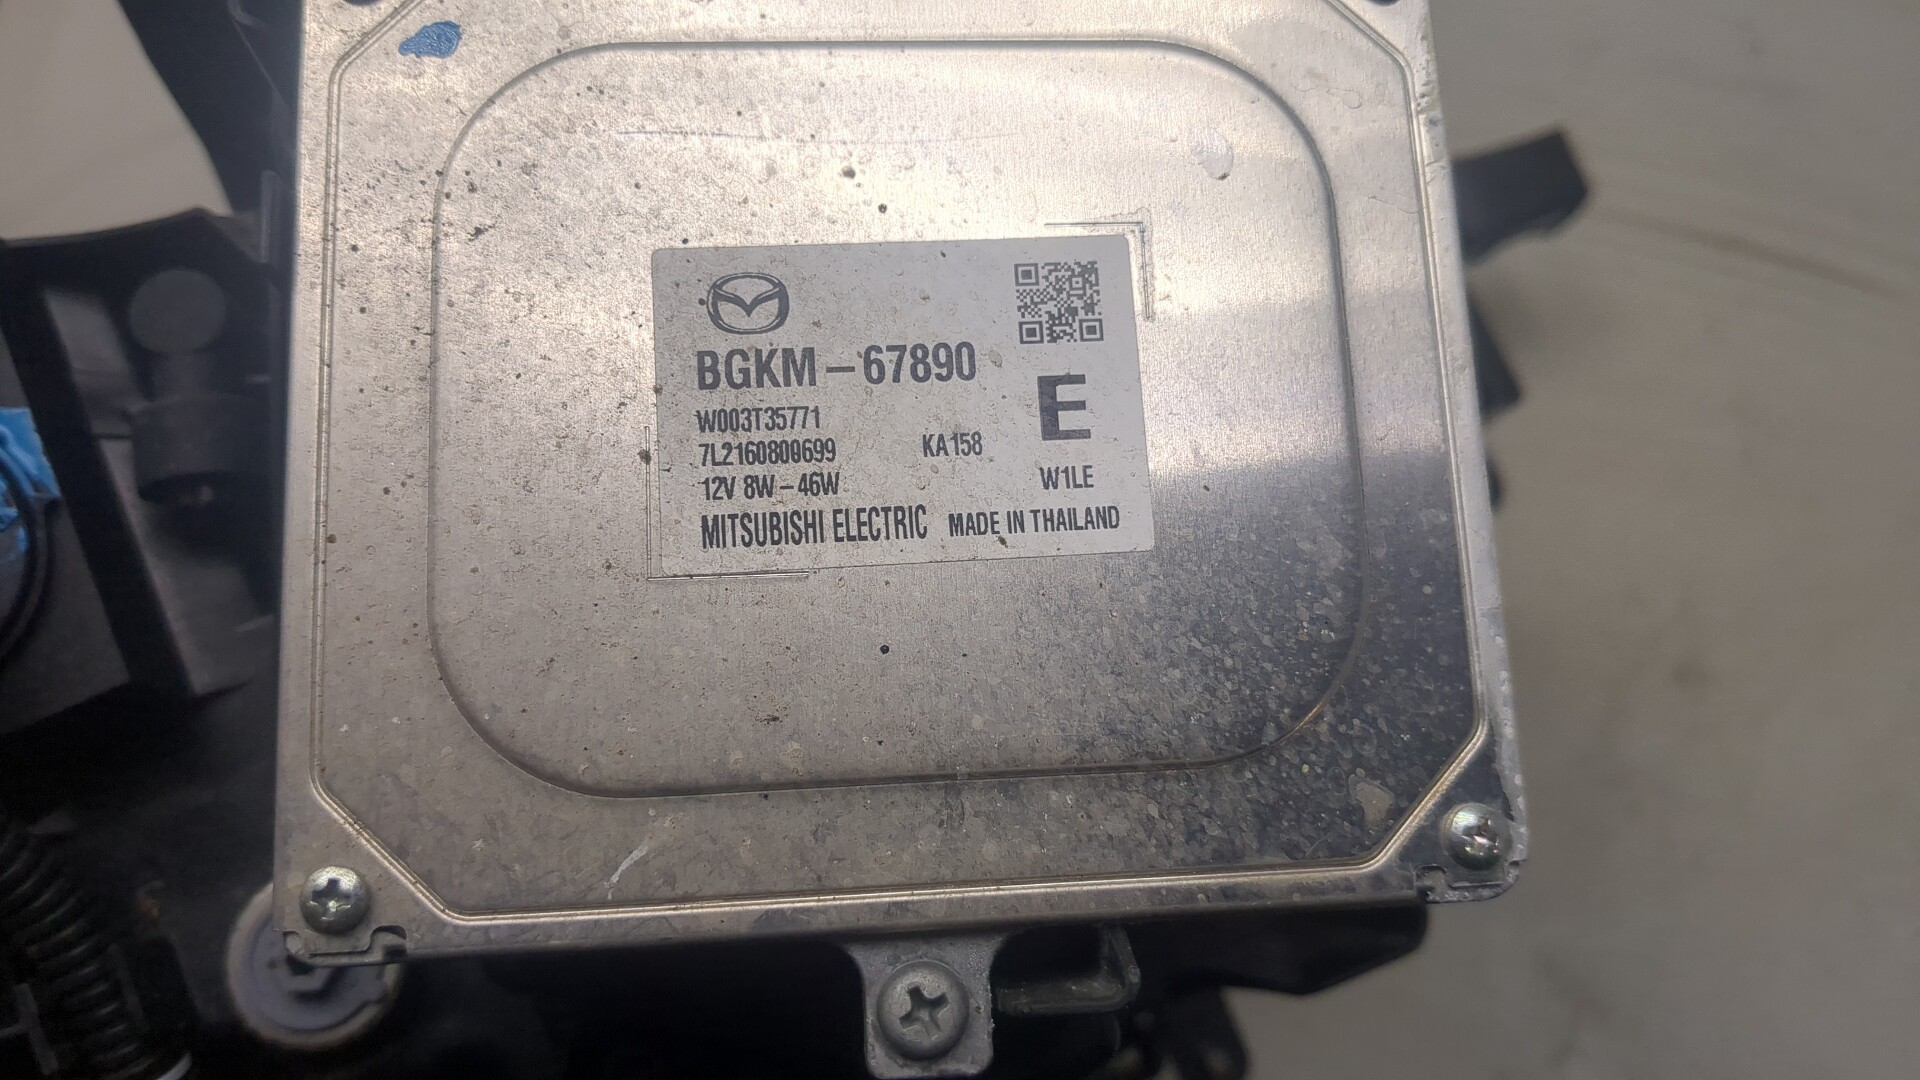 BGKM-67890
W003T35771
7L2160800699 KA158
E
12V 8W-46W W1LE
MITSUBISHI ELECTRIC MADE IN THAILAND